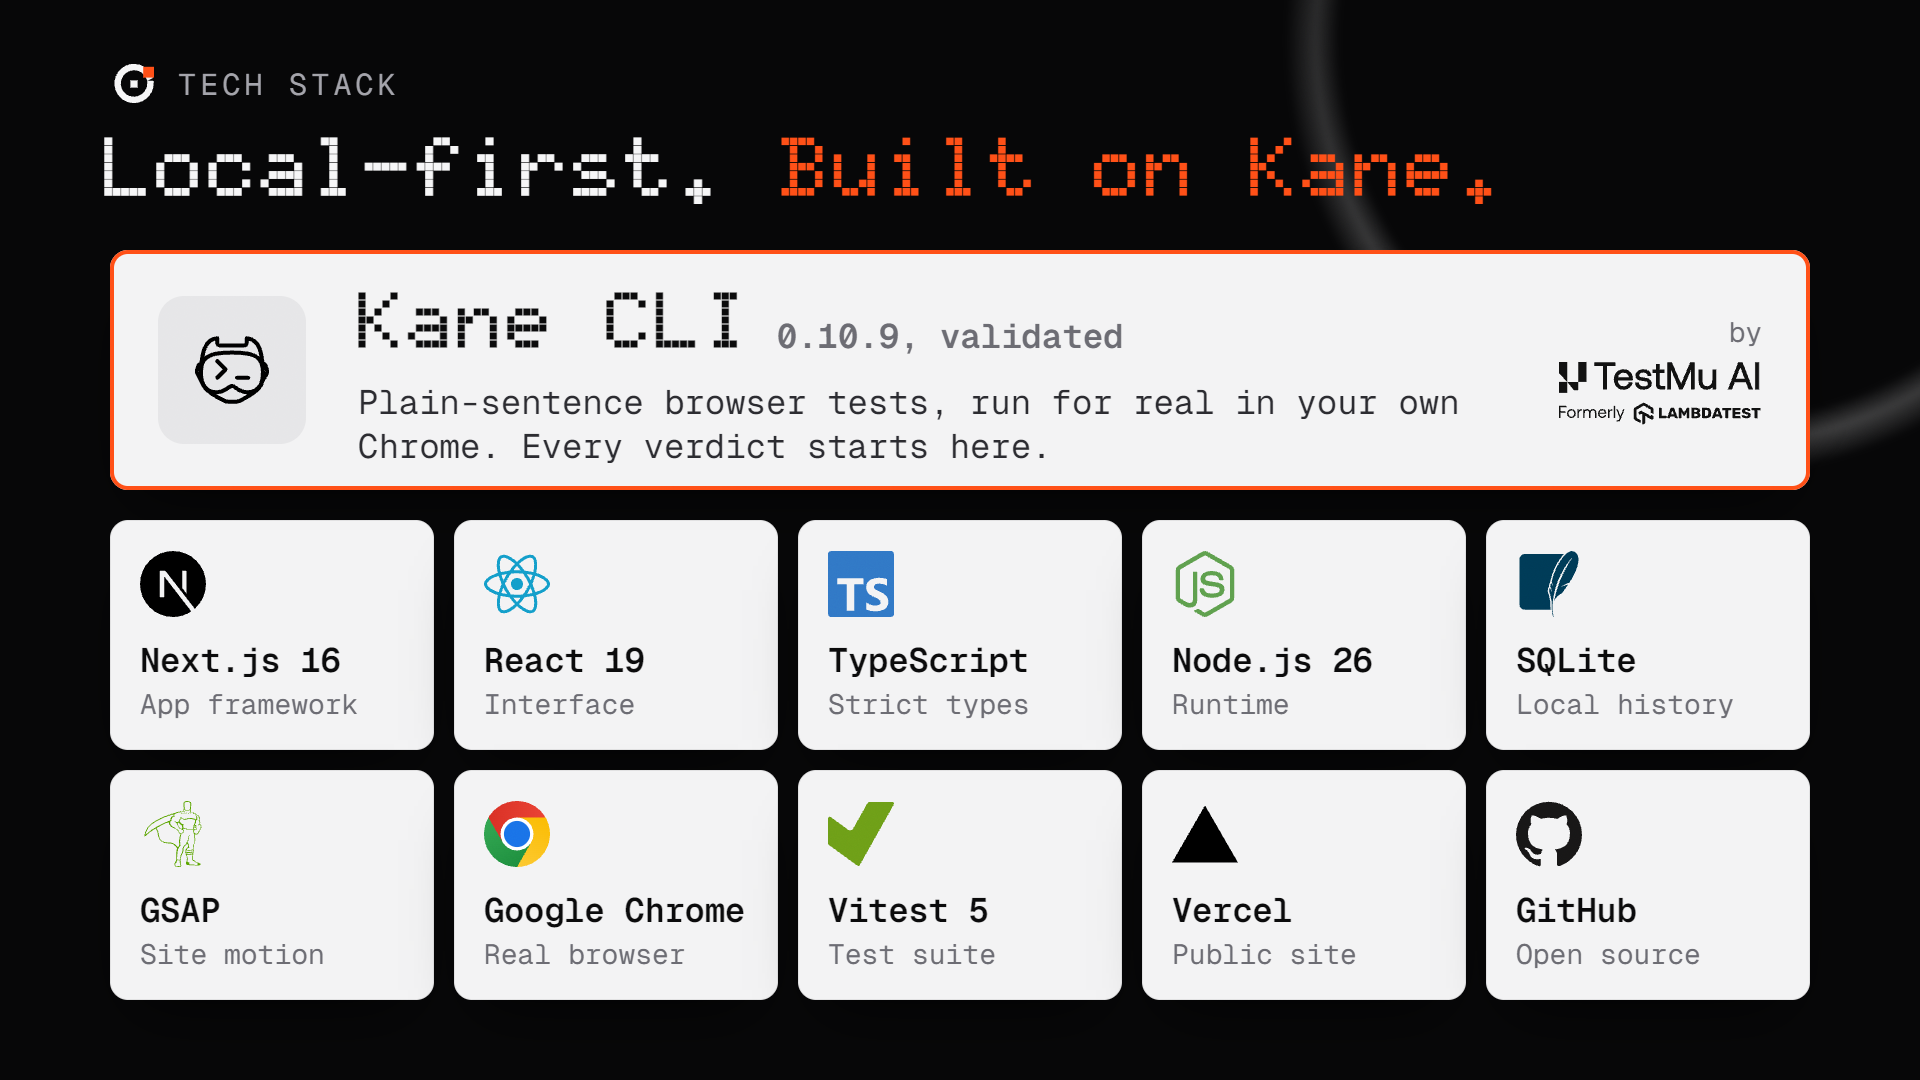 TECH STACK
Local-first. Built on Kane.
Kane CLI 0.10.9, validated
Plain-sentence browser tests, run for real in your own
Chrome. Every verdict starts here.
by
TestMu AI
Formerly LAMBDATEST
N
Next.js 16
App framework
React 19
Interface
TS
TypeScript
Strict types
JS
Node.js 26
Runtime
SQLite
Local history
GSAP
Site motion
Google Chrome
Real browser
Vitest 5
Test suite
Vercel
Public site
GitHub
Open source